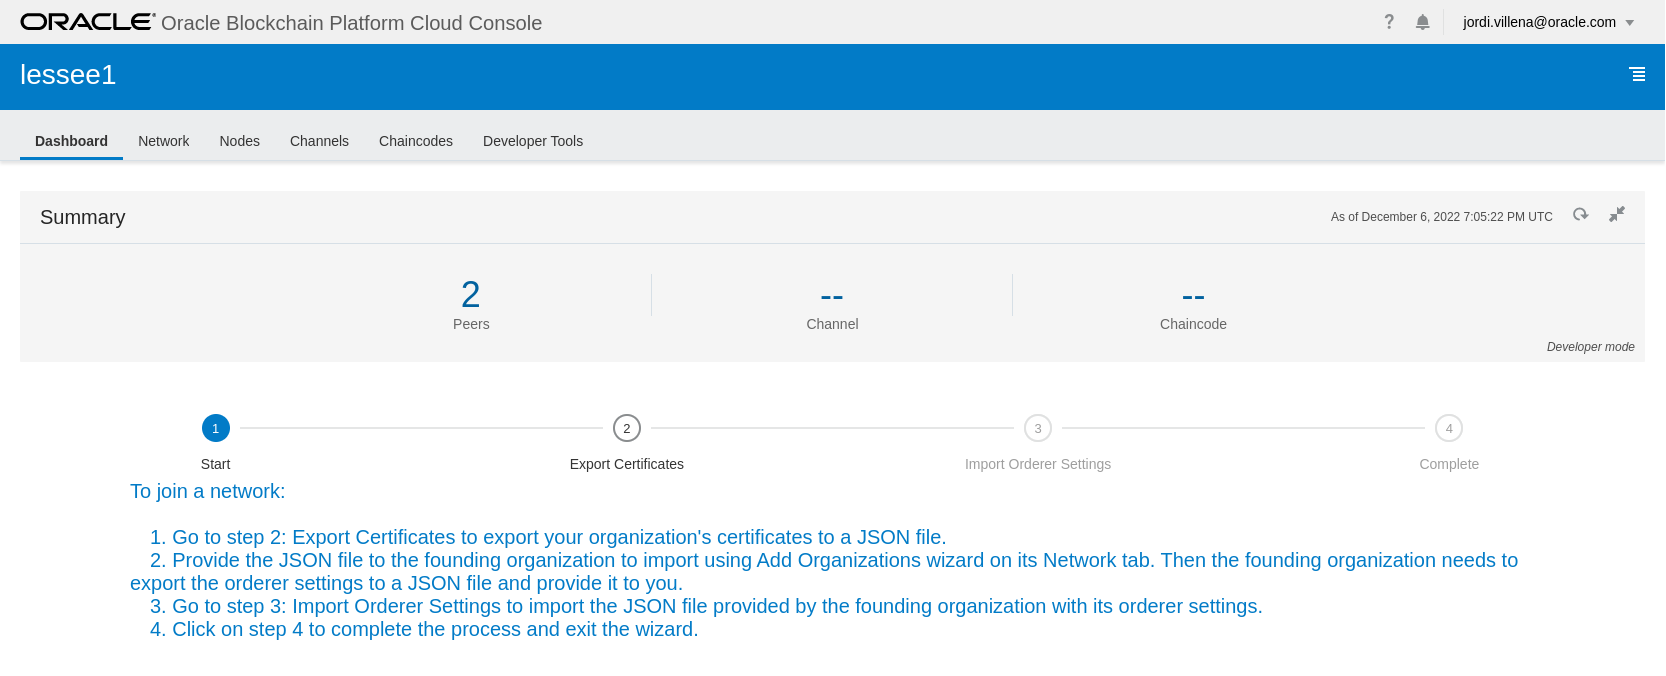 ORACLE® Oracle Blockchain Platform Cloud Console
? jordi.villena@oracle.com
lessee1
Dashboard Network Nodes Channels Chaincodes Developer Tools
Summary
As of December 6, 2022 7:05:22 PM UTC
2 -- --
Peers Channel Chaincode
Developer mode
1 2 3 4
Start Export Certificates Import Orderer Settings Complete
To join a network:
1. Go to step 2: Export Certificates to export your organization's certificates to a JSON file.
2. Provide the JSON file to the founding organization to import using Add Organizations wizard on its Network tab. Then the founding organization needs to
export the orderer settings to a JSON file and provide it to you.
3. Go to step 3: Import Orderer Settings to import the JSON file provided by the founding organization with its orderer settings.
4. Click on step 4 to complete the process and exit the wizard.